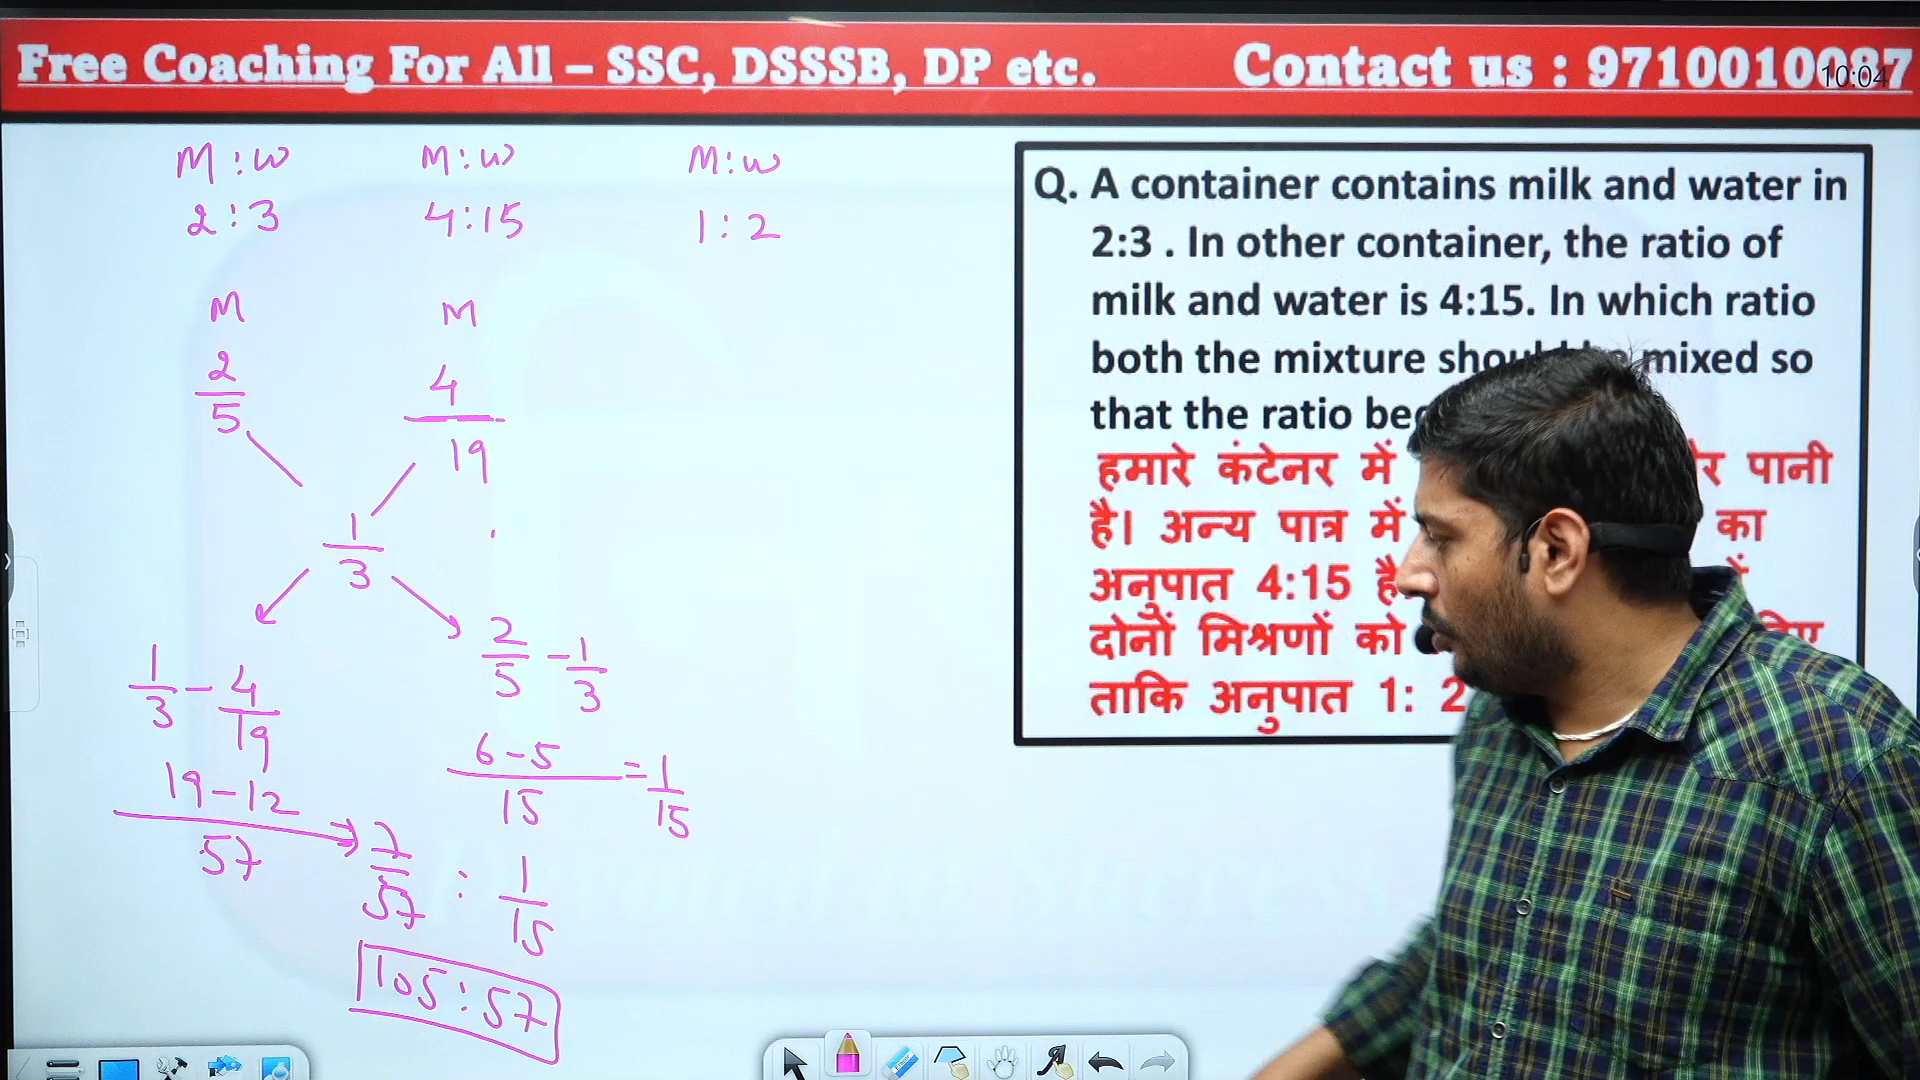 Free Coaching For All – SSC, DSSSB, DP etc. Contact us : 9710010087
10:04
M:W M:W M:W
2:3 4:15 1:2
M M
2/5 4/19
1/3
1/3 - 4/19 2/5 - 1/3
19-12/57 6-5/15 = 1/15
7/57 : 1/15
105:57
Q. A container contains milk and water in
2:3 . In other container, the ratio of
milk and water is 4:15. In which ratio
both the mixture should be mixed so
that the ratio
हमारे कंटेनर में पानी
है। अन्य पात्र में का
अनुपात 4:15
दोनों मिश्रणों को
ताकि अनुपात 1: 2